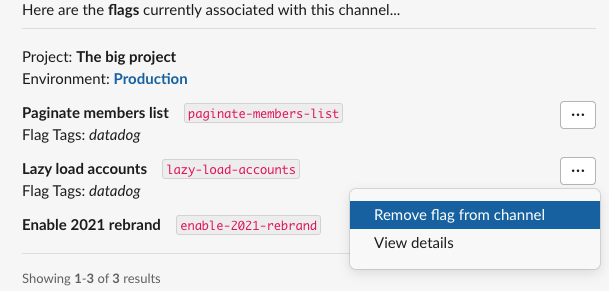 Here are the flags currently associated with this channel...
Project: The big project
Environment: Production
Paginate members list paginate-members-list ...
Flag Tags: datadog
Lazy load accounts lazy-load-accounts ...
Flag Tags: datadog
Remove flag from channel
Enable 2021 rebrand enable-2021-rebrand
View details
Showing 1-3 of 3 results